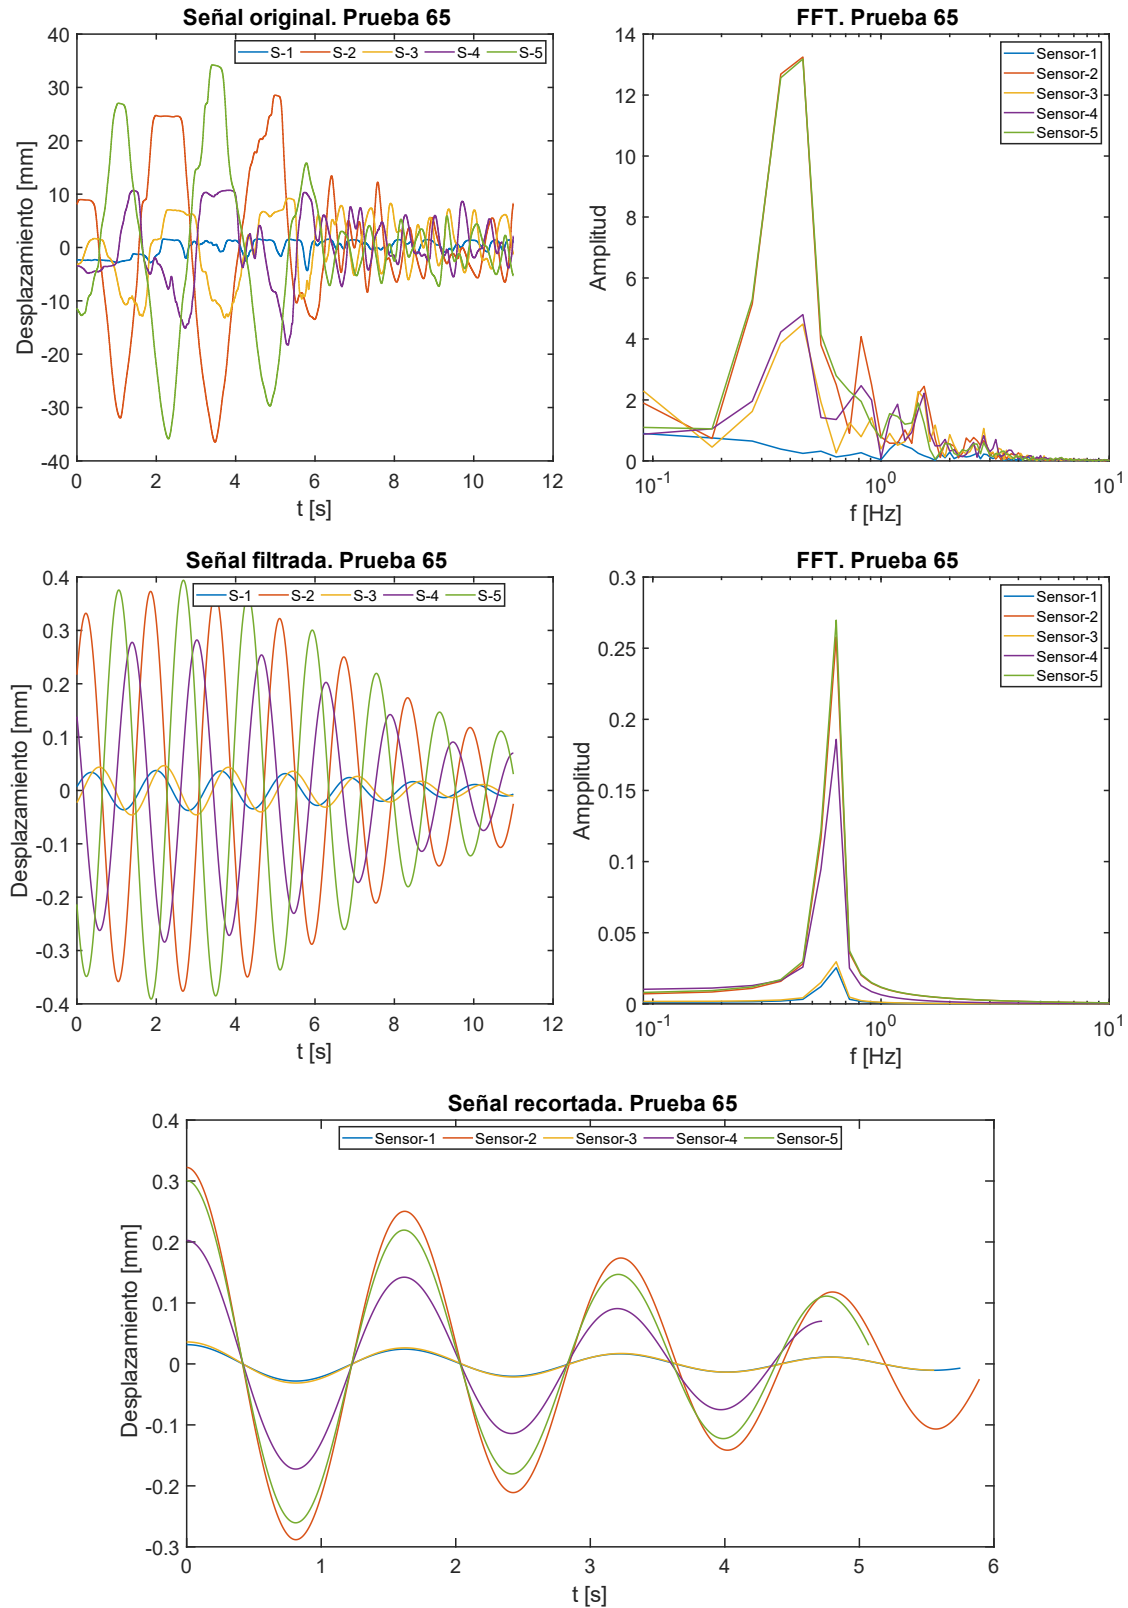 Señal original. Prueba 65
S-1 S-2 S-3 S-4 S-5
40
30
20
10
0
-10
-20
-30
-40
Desplazamiento [mm]
0 2 4 6 8 10 12
t [s]
FFT. Prueba 65
Sensor-1
Sensor-2
Sensor-3
Sensor-4
Sensor-5
14
12
10
8
6
4
2
0
Amplitud
10^-1 10^0 10^1
f [Hz]
Señal filtrada. Prueba 65
S-1 S-2 S-3 S-4 S-5
0.4
0.3
0.2
0.1
0
-0.1
-0.2
-0.3
-0.4
Desplazamiento [mm]
0 2 4 6 8 10 12
t [s]
FFT. Prueba 65
Sensor-1
Sensor-2
Sensor-3
Sensor-4
Sensor-5
0.3
0.25
0.2
0.15
0.1
0.05
0
Ampplitud
10^-1 10^0 10^1
f [Hz]
Señal recortada. Prueba 65
Sensor-1 Sensor-2 Sensor-3 Sensor-4 Sensor-5
0.4
0.3
0.2
0.1
0
-0.1
-0.2
-0.3
Desplazamiento [mm]
0 1 2 3 4 5 6
t [s]